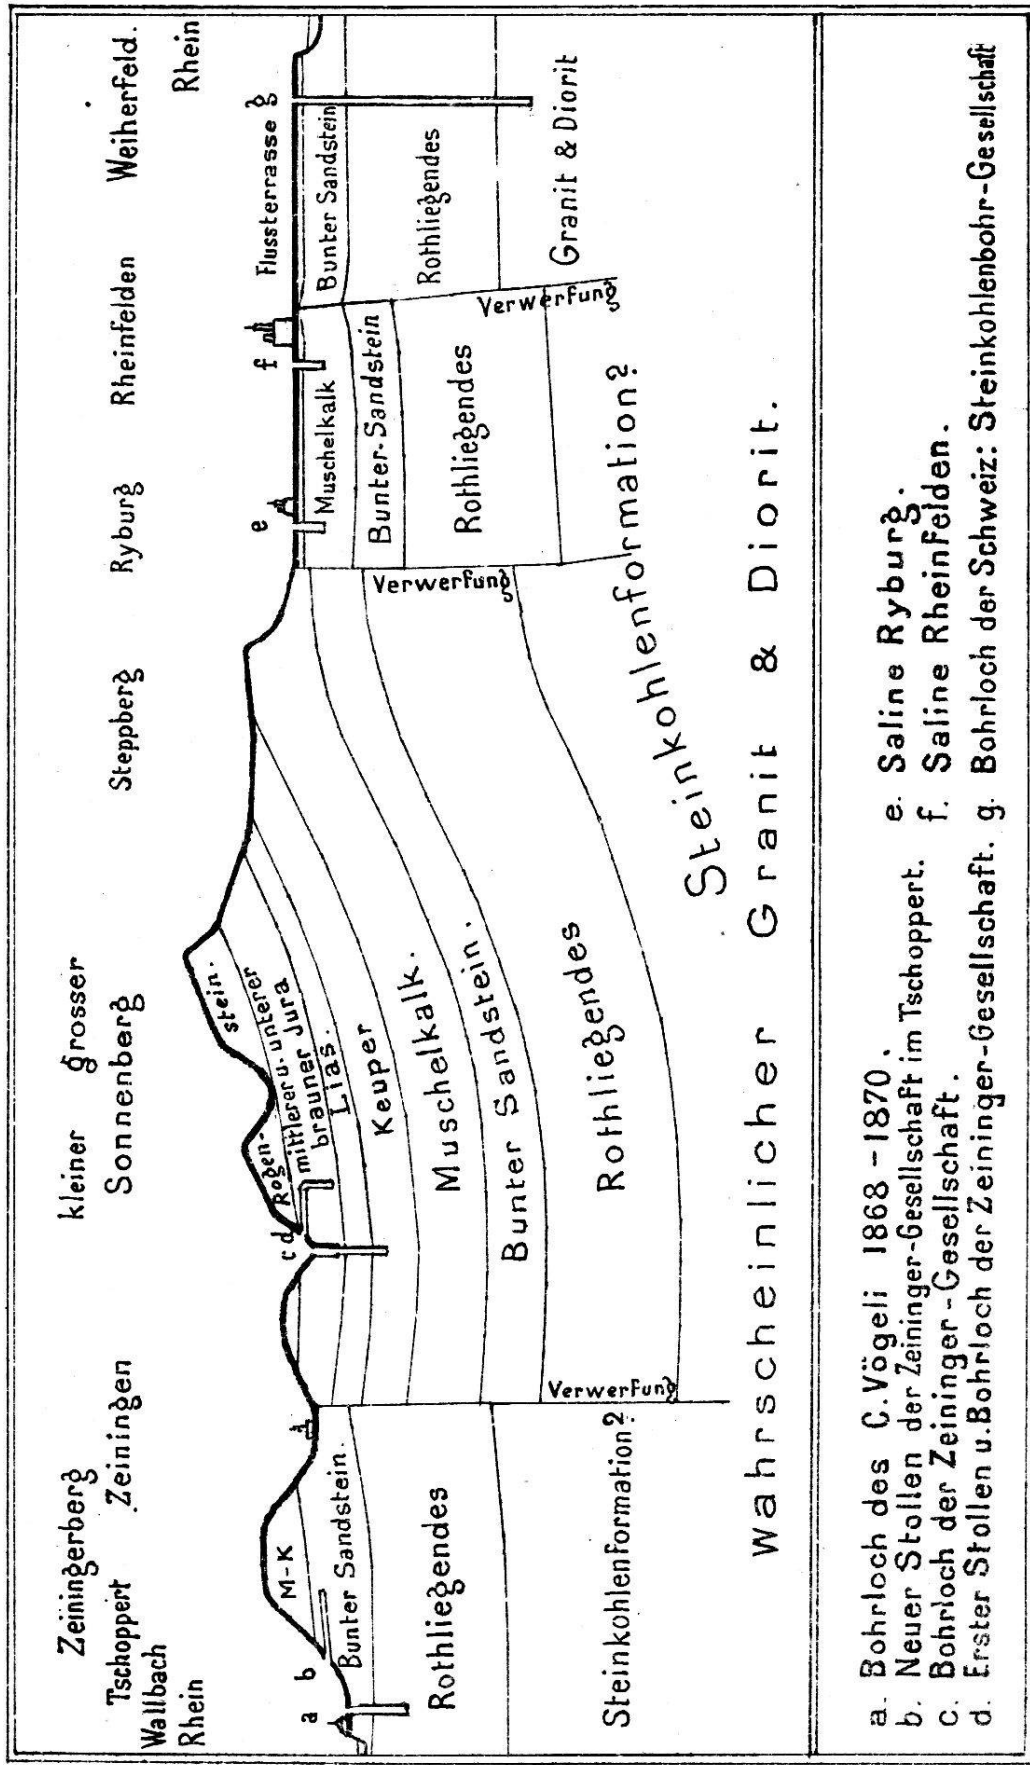 Zeiningerberg
Tschoppert
Wallbach
Rhein
Zeiningen
kleiner grosser
Sonnenberg
Steppberg
Ryburg
Rheinfelden
Weiherfeld.
Rhein
a
b
c d
e
f
g
M-K
Bunter Sandstein.
Rothliegendes
Steinkohlenformation?
Verwerfung
Rogen-
stein.
mittlerer u. unterer
brauner Jura
Lias.
Keuper
Muschelkalk.
Bunter Sandstein.
Rothliegendes
Verwerfung
Muschelkalk
Bunter-Sandstein
Rothliegendes
Verwerfung
Flussterrasse
Bunter Sandstein
Rothliegendes
Granit & Diorit
Steinkohlenformation?
Wahrscheinlicher Granit & Diorit.
a. Bohrloch des C. Vögeli 1868-1870.
b. Neuer Stollen der Zeininger-Gesellschaft im Tschoppert.
c. Bohrloch der Zeininger-Gesellschaft.
d. Erster Stollen u. Bohrloch der Zeininger-Gesellschaft.
e. Saline Ryburg.
f. Saline Rheinfelden.
g. Bohrloch der Schweiz: Steinkohlenbohr-Gesellschaft